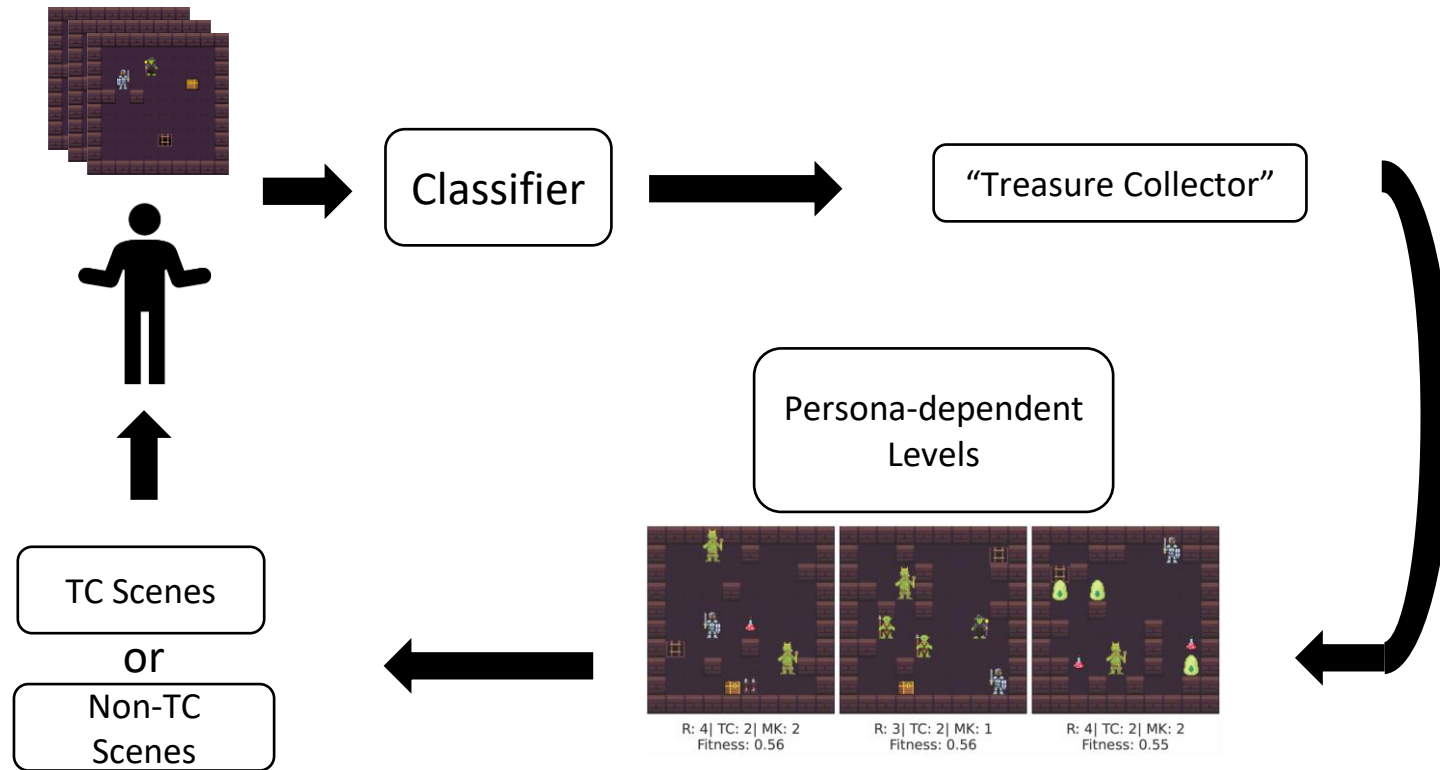 Classifier
“Treasure Collector”
Persona-dependent
Levels
TC Scenes
or
Non-TC
Scenes
R: 4| TC: 2| MK: 2
Fitness: 0.56
R: 3| TC: 2| MK: 1
Fitness: 0.56
R: 4| TC: 2| MK: 2
Fitness: 0.55